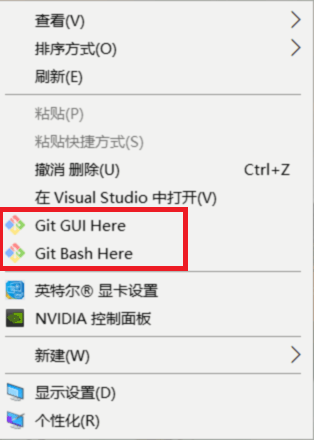 查看(V)
排序方式(O)
刷新(E)
粘贴(P)
粘贴快捷方式(S)
撤消 删除(U) Ctrl+Z
在 Visual Studio 中打开(V)
Git GUI Here
Git Bash Here
英特尔® 显卡设置
NVIDIA 控制面板
新建(W)
显示设置(D)
个性化(R)